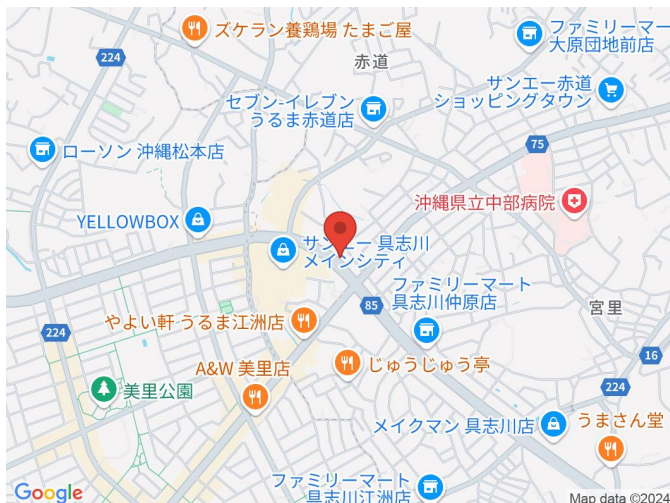 ズケラン養鶏場 たまご屋
ファミリーマー
大原団地前店
224
赤道
サンエー赤道
ショッピングタウン
セブン-イレブン
うるま赤道店
ローソン 沖縄松本店
75
沖縄県立中部病院
YELLOWBOX
サンエー 具志川
メインシティ
ファミリーマート
具志川仲原店
85
宮里
やよい軒 うるま江洲店
224
16
A&W 美里店
じゅうじゅう亭
美里公園
224
メイクマン 具志川店
うまさん堂
ファミリーマート
具志川江洲店
Google
Map data ©2024